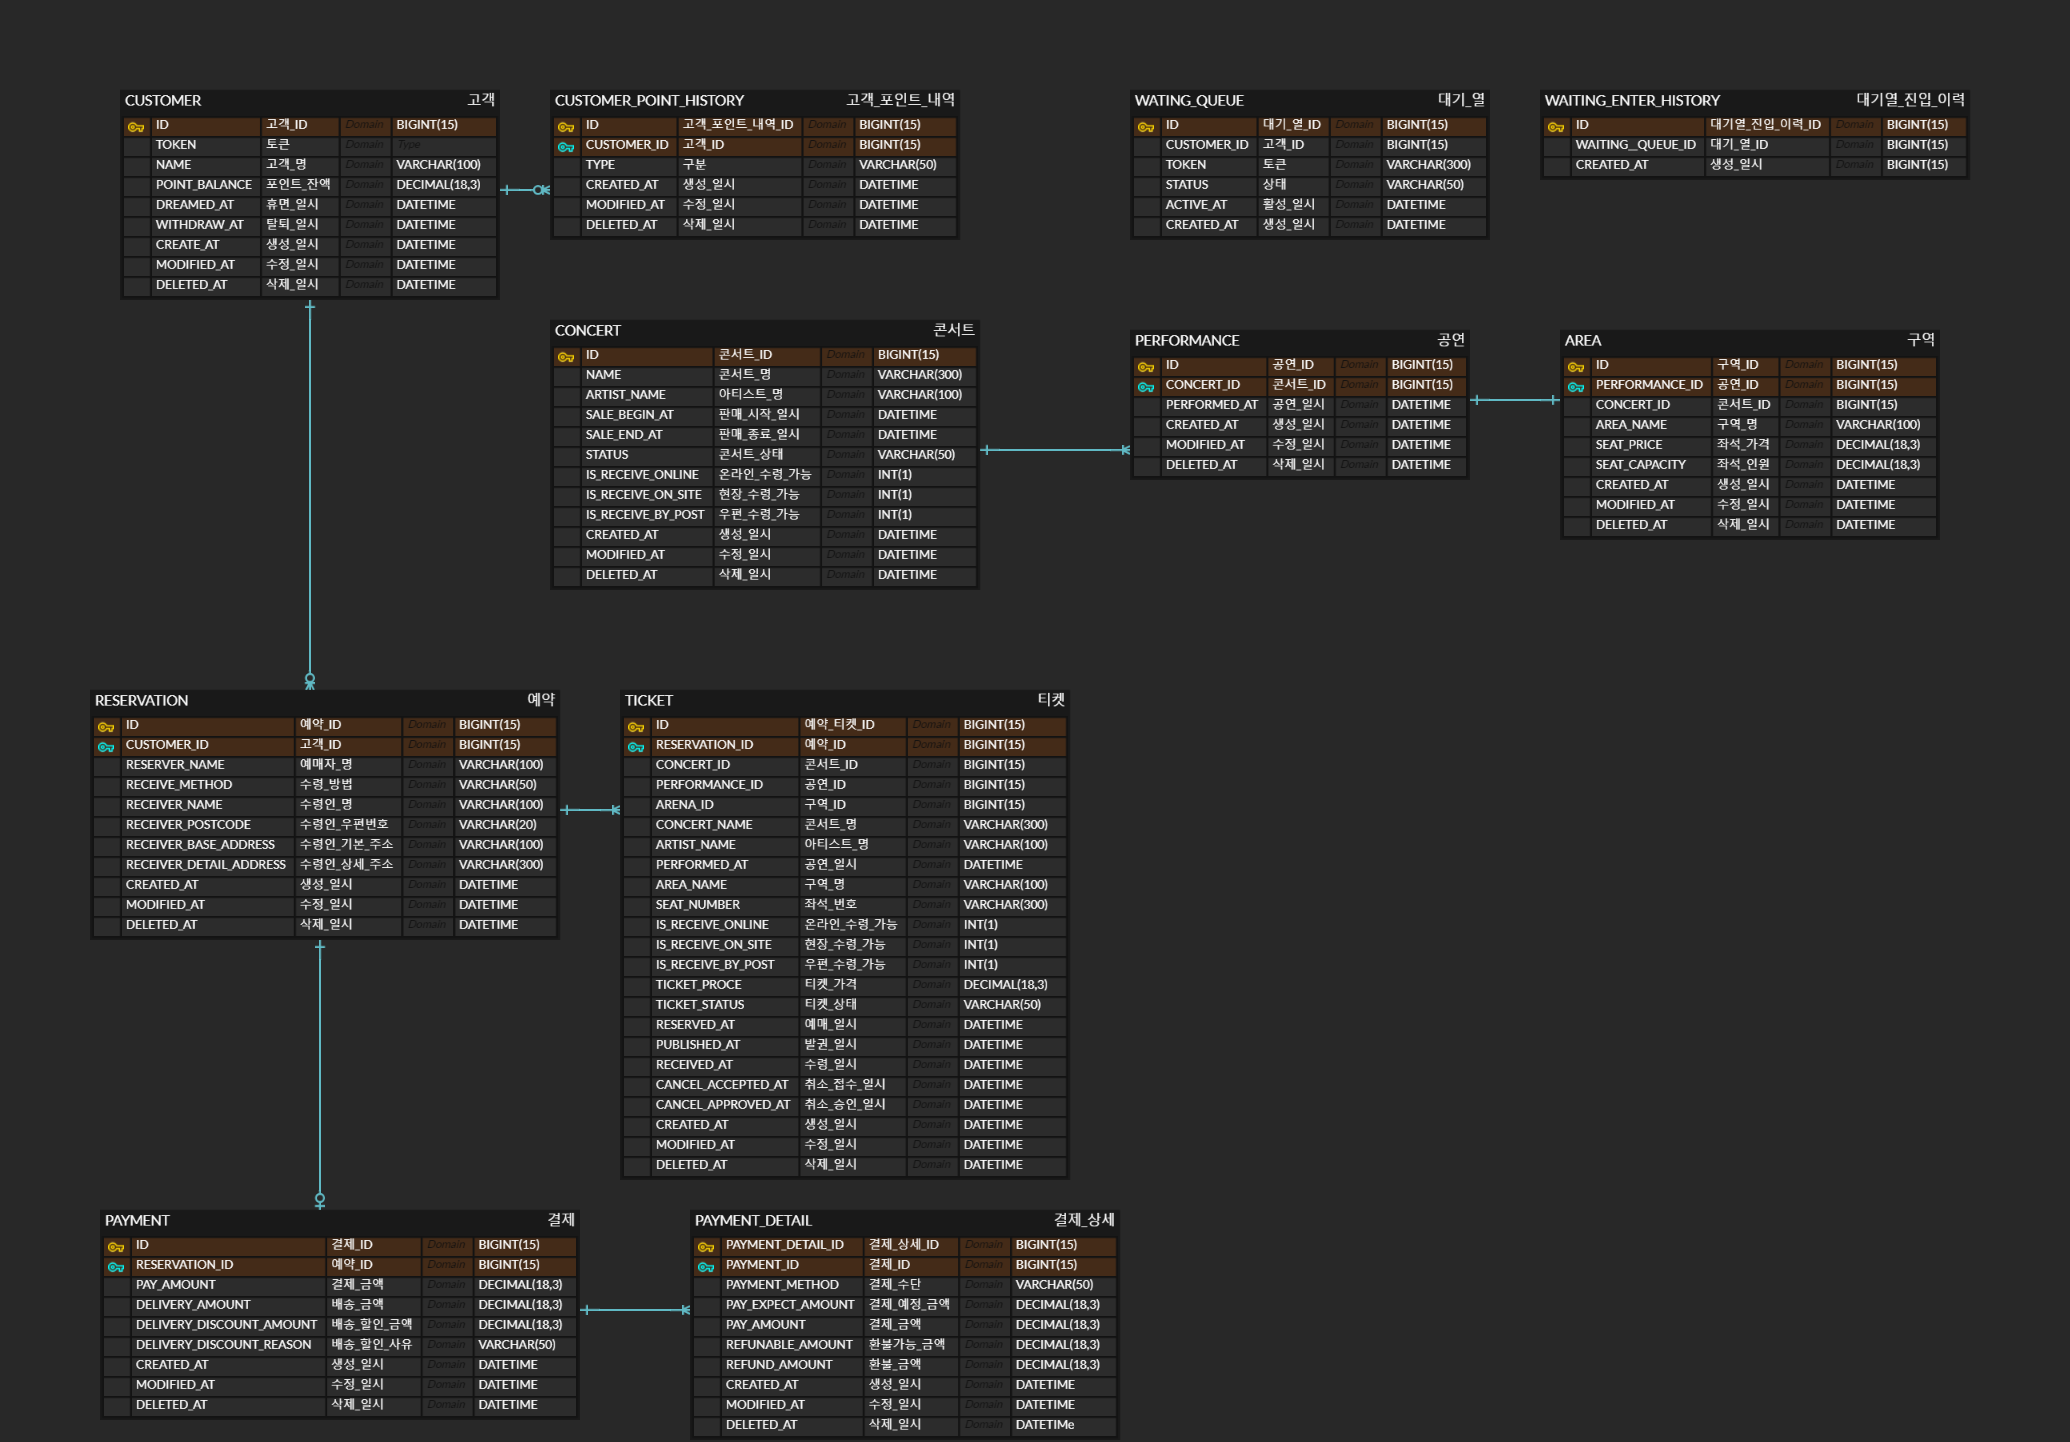 CUSTOMER 고객
ID 고객_ID Domain BIGINT(15)
TOKEN 토큰 Domain Type
NAME 고객_명 Domain VARCHAR(100)
POINT_BALANCE 포인트_잔액 Domain DECIMAL(18,3)
DREAMED_AT 휴면_일시 Domain DATETIME
WITHDRAW_AT 탈퇴_일시 Domain DATETIME
CREATE_AT 생성_일시 Domain DATETIME
MODIFIED_AT 수정_일시 Domain DATETIME
DELETED_AT 삭제_일시 Domain DATETIME
CUSTOMER_POINT_HISTORY 고객_포인트_내역
ID 고객_포인트_내역_ID Domain BIGINT(15)
CUSTOMER_ID 고객_ID Domain BIGINT(15)
TYPE 구분 Domain VARCHAR(50)
CREATED_AT 생성_일시 Domain DATETIME
MODIFIED_AT 수정_일시 Domain DATETIME
DELETED_AT 삭제_일시 Domain DATETIME
WATING_QUEUE 대기_열
ID 대기_열_ID Domain BIGINT(15)
CUSTOMER_ID 고객_ID Domain BIGINT(15)
TOKEN 토큰 Domain VARCHAR(300)
STATUS 상태 Domain VARCHAR(50)
ACTIVE_AT 활성_일시 Domain DATETIME
CREATED_AT 생성_일시 Domain DATETIME
WAITING_ENTER_HISTORY 대기열_진입_이력
ID 대기열_진입_이력_ID Domain BIGINT(15)
WAITING__QUEUE_ID 대기_열_ID Domain BIGINT(15)
CREATED_AT 생성_일시 Domain BIGINT(15)
CONCERT 콘서트
ID 콘서트_ID Domain BIGINT(15)
NAME 콘서트_명 Domain VARCHAR(300)
ARTIST_NAME 아티스트_명 Domain VARCHAR(100)
SALE_BEGIN_AT 판매_시작_일시 Domain DATETIME
SALE_END_AT 판매_종료_일시 Domain DATETIME
STATUS 콘서트_상태 Domain VARCHAR(50)
IS_RECEIVE_ONLINE 온라인_수령_가능 Domain INT(1)
IS_RECEIVE_ON_SITE 현장_수령_가능 Domain INT(1)
IS_RECEIVE_BY_POST 우편_수령_가능 Domain INT(1)
CREATED_AT 생성_일시 Domain DATETIME
MODIFIED_AT 수정_일시 Domain DATETIME
DELETED_AT 삭제_일시 Domain DATETIME
PERFORMANCE 공연
ID 공연_ID Domain BIGINT(15)
CONCERT_ID 콘서트_ID Domain BIGINT(15)
PERFORMED_AT 공연_일시 Domain DATETIME
CREATED_AT 생성_일시 Domain DATETIME
MODIFIED_AT 수정_일시 Domain DATETIME
DELETED_AT 삭제_일시 Domain DATETIME
AREA 구역
ID 구역_ID Domain BIGINT(15)
PERFORMANCE_ID 공연_ID Domain BIGINT(15)
CONCERT_ID 콘서트_ID Domain BIGINT(15)
AREA_NAME 구역_명 Domain VARCHAR(100)
SEAT_PRICE 좌석_가격 Domain DECIMAL(18,3)
SEAT_CAPACITY 좌석_인원 Domain DECIMAL(18,3)
CREATED_AT 생성_일시 Domain DATETIME
MODIFIED_AT 수정_일시 Domain DATETIME
DELETED_AT 삭제_일시 Domain DATETIME
RESERVATION 예약
ID 예약_ID Domain BIGINT(15)
CUSTOMER_ID 고객_ID Domain BIGINT(15)
RESERVER_NAME 예매자_명 Domain VARCHAR(100)
RECEIVE_METHOD 수령_방법 Domain VARCHAR(50)
RECEIVER_NAME 수령인_명 Domain VARCHAR(100)
RECEIVER_POSTCODE 수령인_우편번호 Domain VARCHAR(20)
RECEIVER_BASE_ADDRESS 수령인_기본_주소 Domain VARCHAR(100)
RECEIVER_DETAIL_ADDRESS 수령인_상세_주소 Domain VARCHAR(300)
CREATED_AT 생성_일시 Domain DATETIME
MODIFIED_AT 수정_일시 Domain DATETIME
DELETED_AT 삭제_일시 Domain DATETIME
TICKET 티켓
ID 예약_티켓_ID Domain BIGINT(15)
RESERVATION_ID 예약_ID Domain BIGINT(15)
CONCERT_ID 콘서트_ID Domain BIGINT(15)
PERFORMANCE_ID 공연_ID Domain BIGINT(15)
ARENA_ID 구역_ID Domain BIGINT(15)
CONCERT_NAME 콘서트_명 Domain VARCHAR(300)
ARTIST_NAME 아티스트_명 Domain VARCHAR(100)
PERFORMED_AT 공연_일시 Domain DATETIME
AREA_NAME 구역_명 Domain VARCHAR(100)
SEAT_NUMBER 좌석_번호 Domain VARCHAR(300)
IS_RECEIVE_ONLINE 온라인_수령_가능 Domain INT(1)
IS_RECEIVE_ON_SITE 현장_수령_가능 Domain INT(1)
IS_RECEIVE_BY_POST 우편_수령_가능 Domain INT(1)
TICKET_PROCE 티켓_가격 Domain DECIMAL(18,3)
TICKET_STATUS 티켓_상태 Domain VARCHAR(50)
RESERVED_AT 예매_일시 Domain DATETIME
PUBLISHED_AT 발권_일시 Domain DATETIME
RECEIVED_AT 수령_일시 Domain DATETIME
CANCEL_ACCEPTED_AT 취소_접수_일시 Domain DATETIME
CANCEL_APPROVED_AT 취소_승인_일시 Domain DATETIME
CREATED_AT 생성_일시 Domain DATETIME
MODIFIED_AT 수정_일시 Domain DATETIME
DELETED_AT 삭제_일시 Domain DATETIME
PAYMENT 결제
ID 결제_ID Domain BIGINT(15)
RESERVATION_ID 예약_ID Domain BIGINT(15)
PAY_AMOUNT 결제_금액 Domain DECIMAL(18,3)
DELIVERY_AMOUNT 배송_금액 Domain DECIMAL(18,3)
DELIVERY_DISCOUNT_AMOUNT 배송_할인_금액 Domain DECIMAL(18,3)
DELIVERY_DISCOUNT_REASON 배송_할인_사유 Domain VARCHAR(50)
CREATED_AT 생성_일시 Domain DATETIME
MODIFIED_AT 수정_일시 Domain DATETIME
DELETED_AT 삭제_일시 Domain DATETIME
PAYMENT_DETAIL 결제_상세
PAYMENT_DETAIL_ID 결제_상세_ID Domain BIGINT(15)
PAYMENT_ID 결제_ID Domain BIGINT(15)
PAYMENT_METHOD 결제_수단 Domain VARCHAR(50)
PAY_EXPECT_AMOUNT 결제_예정_금액 Domain DECIMAL(18,3)
PAY_AMOUNT 결제_금액 Domain DECIMAL(18,3)
REFUNABLE_AMOUNT 환불가능_금액 Domain DECIMAL(18,3)
REFUND_AMOUNT 환불_금액 Domain DECIMAL(18,3)
CREATED_AT 생성_일시 Domain DATETIME
MODIFIED_AT 수정_일시 Domain DATETIME
DELETED_AT 삭제_일시 Domain DATETIMe